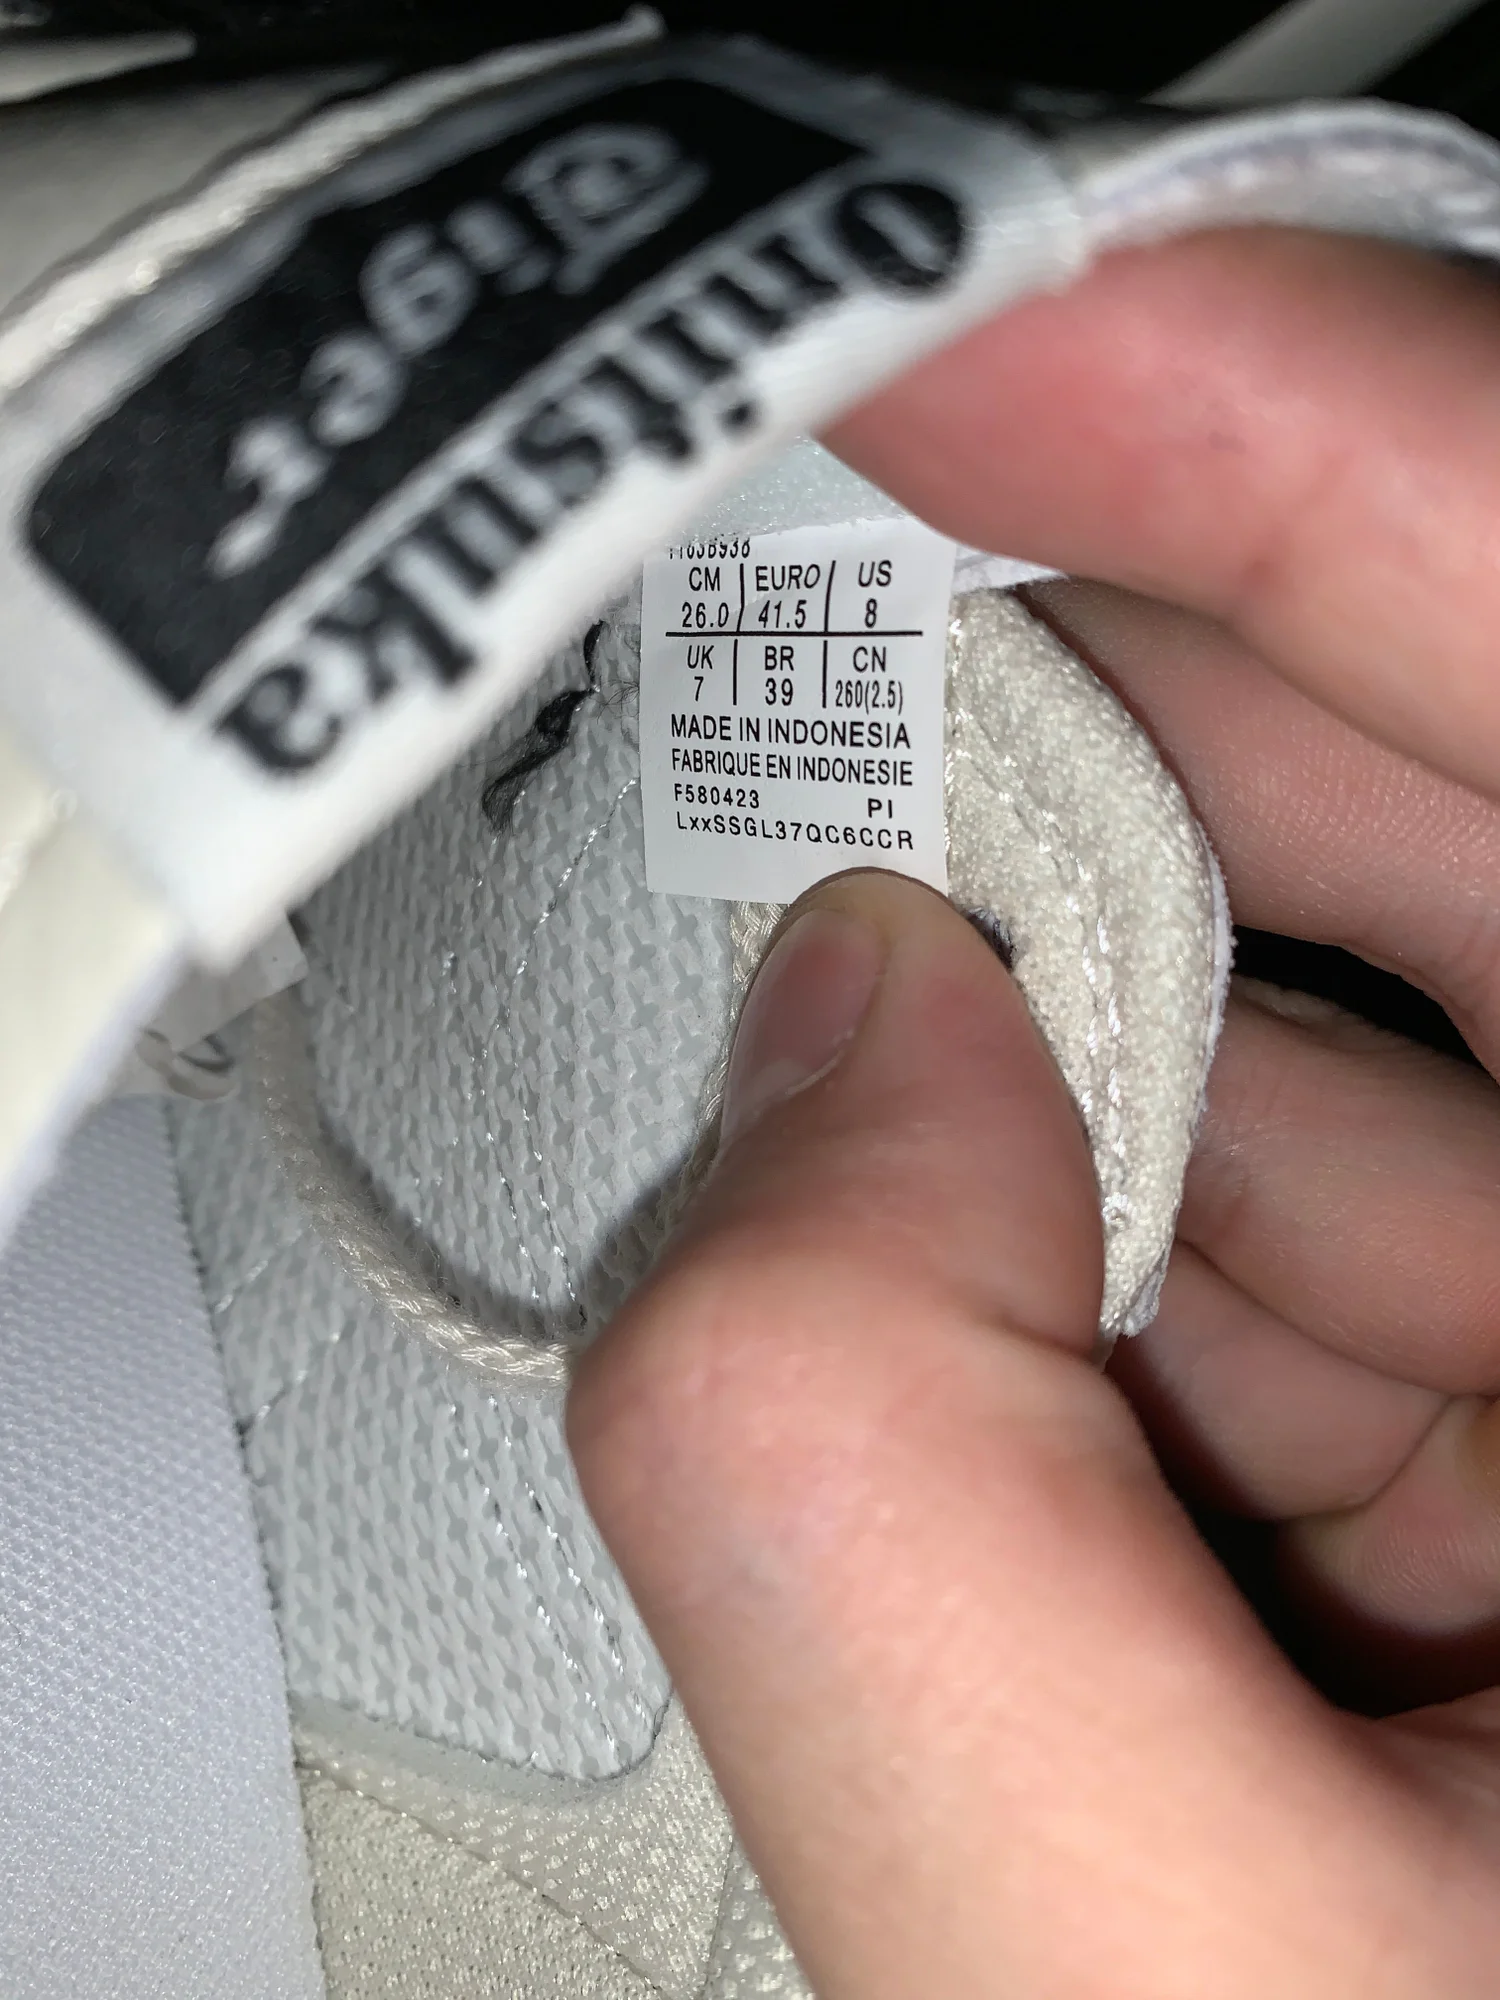 Onitsuka
Tiger
1183B938
CM EURO US
26.0 41.5 8
UK BR CN
7 39 260(2.5)
MADE IN INDONESIA
FABRIQUE EN INDONESIE
F580423 PI
LxxSSGL37QC6CCR